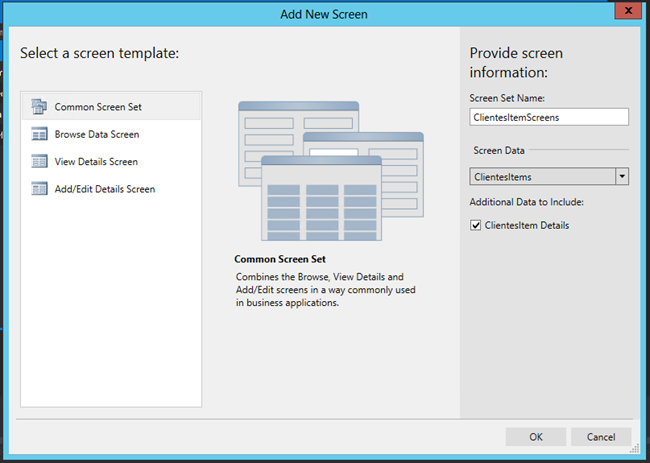 Add New Screen
x
Select a screen template:
Common Screen Set
Browse Data Screen
View Details Screen
Add/Edit Details Screen
Common Screen Set
Combines the Browse, View Details and
Add/Edit screens in a way commonly used
in business applications.
Provide screen
information:
Screen Set Name:
ClientesItemScreens
Screen Data
ClientesItems
Additional Data to Include:
ClientesItem Details
OK
Cancel